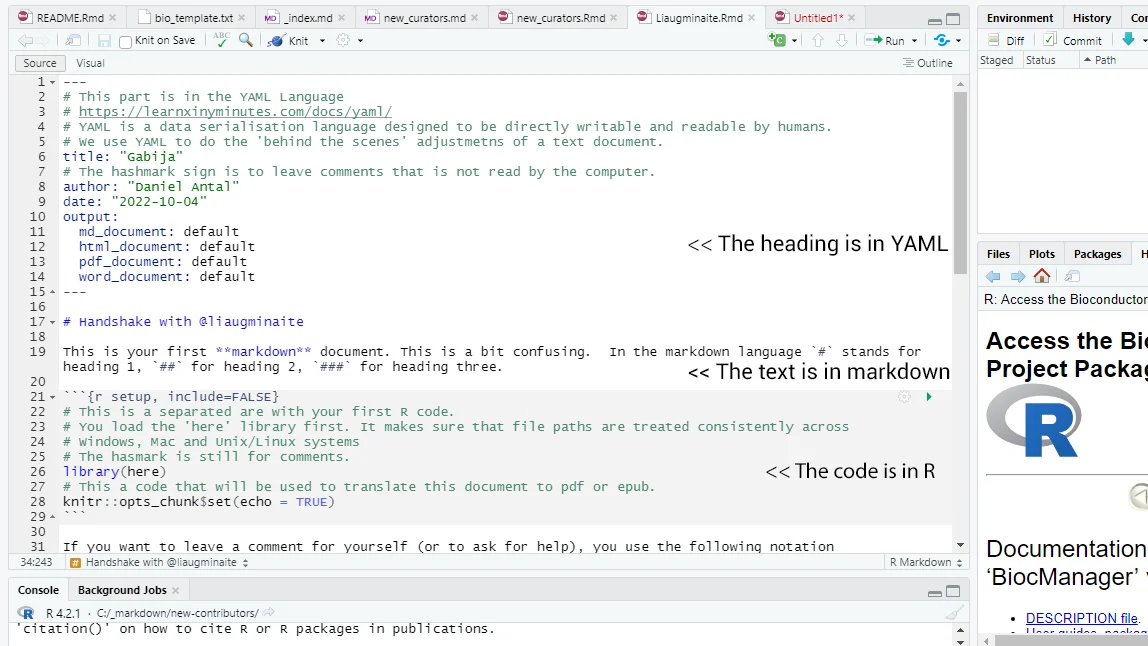 README.Rmd × bio_template.txt × _index.md × new_curators.md × new_curators.Rmd × Liaugminaite.Rmd × Untitled1* ×
Knit on Save ABC Knit Run
Source Visual Outline
1 ---
2 # This part is in the YAML Language
3 # https://learnxinyminutes.com/docs/yaml/
4 # YAML is a data serialisation language designed to be directly writable and readable by humans.
5 # We use YAML to do the 'behind the scenes' adjustmetns of a text document.
6 title: "Gabija"
7 # The hashmark sign is to leave comments that is not read by the computer.
8 author: "Daniel Antal"
9 date: "2022-10-04"
10 output:
11 md_document: default
12 html_document: default
13 pdf_document: default
14 word_document: default
15 ---
<< The heading is in YAML
16
17 # Handshake with @liaugminaite
18
19 This is your first **markdown** document. This is a bit confusing.  In the markdown language `#` stands for
heading 1, `##` for heading 2, `###` for heading three.
<< The text is in markdown
20
21 ```{r setup, include=FALSE}
22 # This is a separated are with your first R code.
23 # You load the 'here' library first. It makes sure that file paths are treated consistently across
24 # Windows, Mac and Unix/Linux systems
25 # The hasmark is still for comments.
26 library(here)
<< The code is in R
27 # This a code that will be used to translate this document to pdf or epub.
28 knitr::opts_chunk$set(echo = TRUE)
29 ```
30
31 If you want to leave a comment for yourself (or to ask for help), you use the following notation
34:243 # Handshake with @liaugminaite R Markdown
Console Background Jobs ×
R 4.2.1 · C:/_markdown/new-contributors/
'citation()' on how to cite R or R packages in publications.
Environment History Co
Diff Commit
Staged Status Path
Files Plots Packages H
R: Access the Bioconductor
Access the Bi
Project Packag
R
Documentation
'BiocManager'
DESCRIPTION file.
User guides, packag